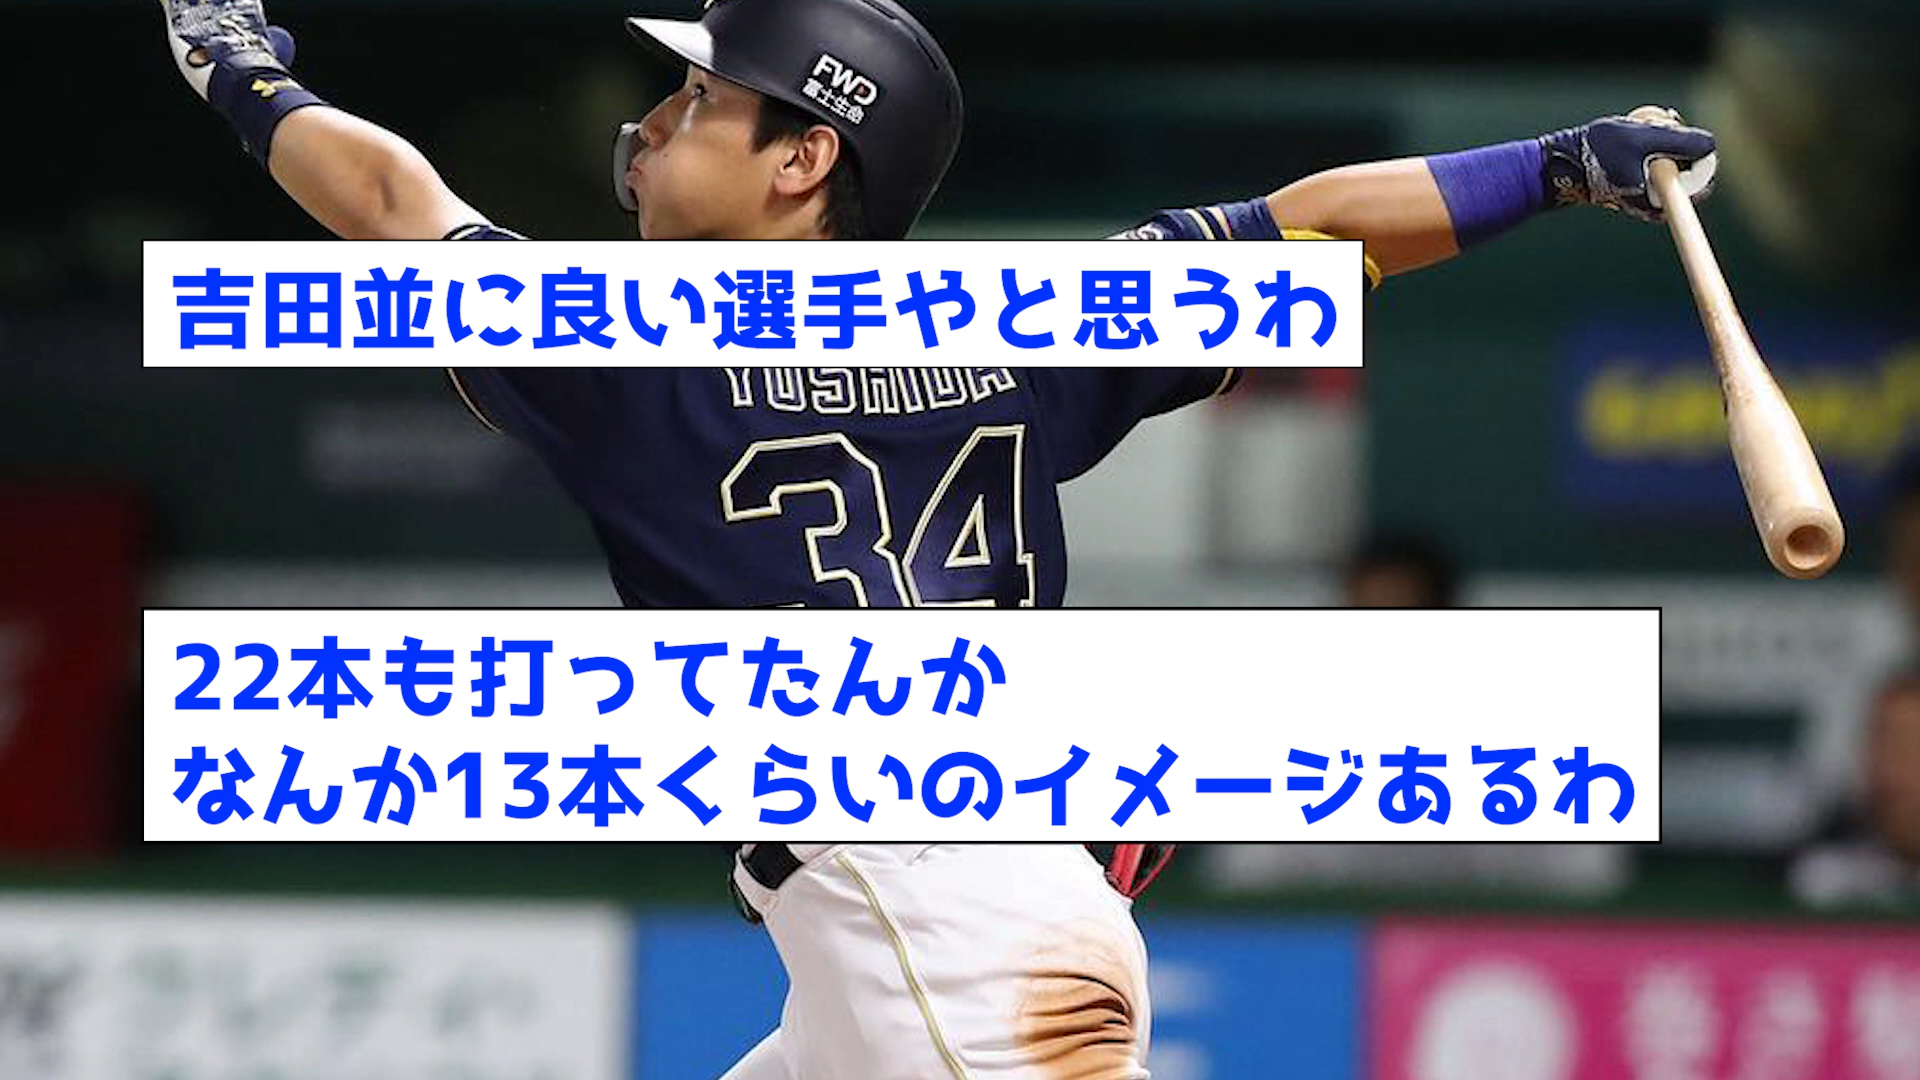 FWD
富士生命
吉田並に良い選手やと思うわ
YOSHIDA
34
22本も打ってたんか
なんか13本くらいのイメージあるわ